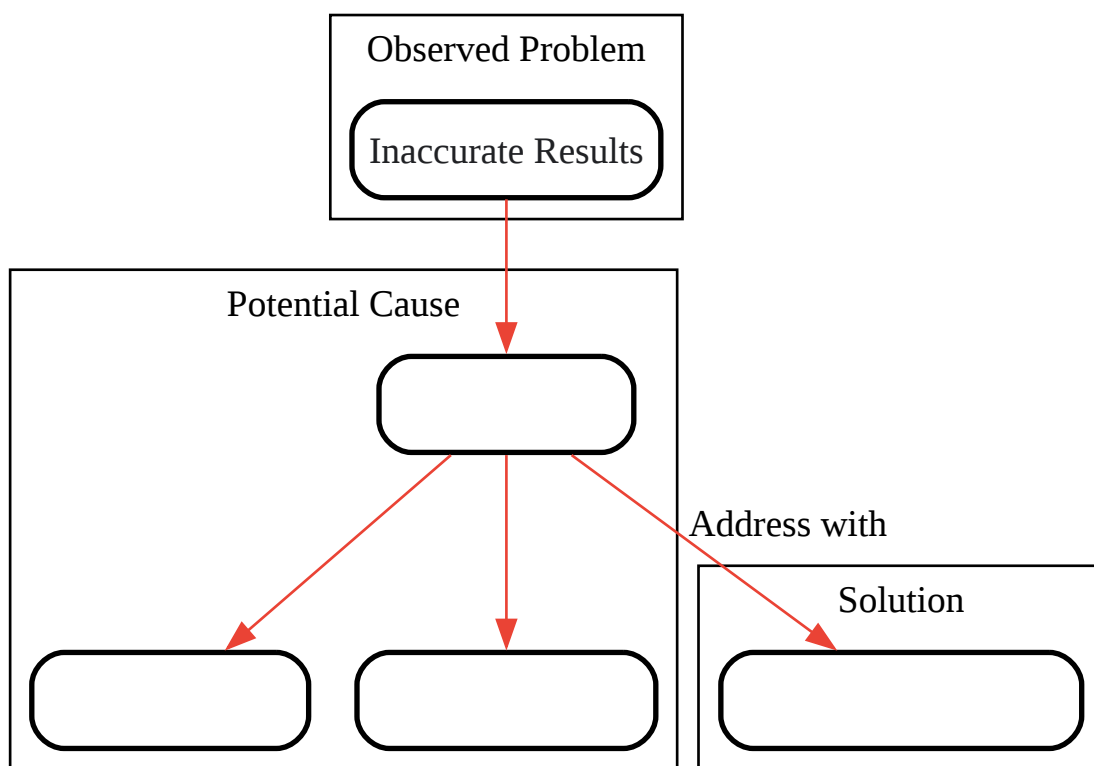 Observed Problem
Inaccurate Results
Potential Cause
Address with
Solution